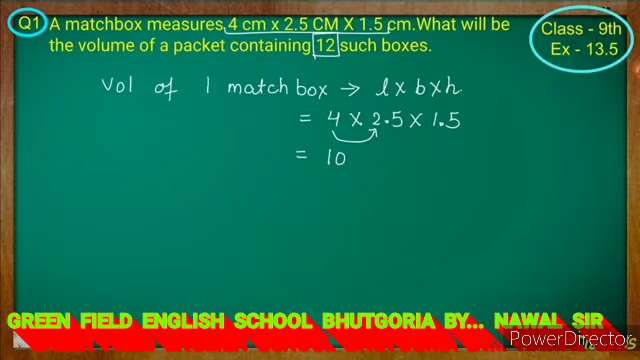 Q1 A matchbox measures 4 cm x 2.5 CM X 1.5 cm.What will be
the volume of a packet containing 12 such boxes.
Class - 9th
Ex - 13.5
Vol of 1 match box → l x b x h
= 4 x 2.5 x 1.5
= 10
GREEN FIELD ENGLISH SCHOOL BHUTGORIA BY... NAWAL SIR
PowerDirector